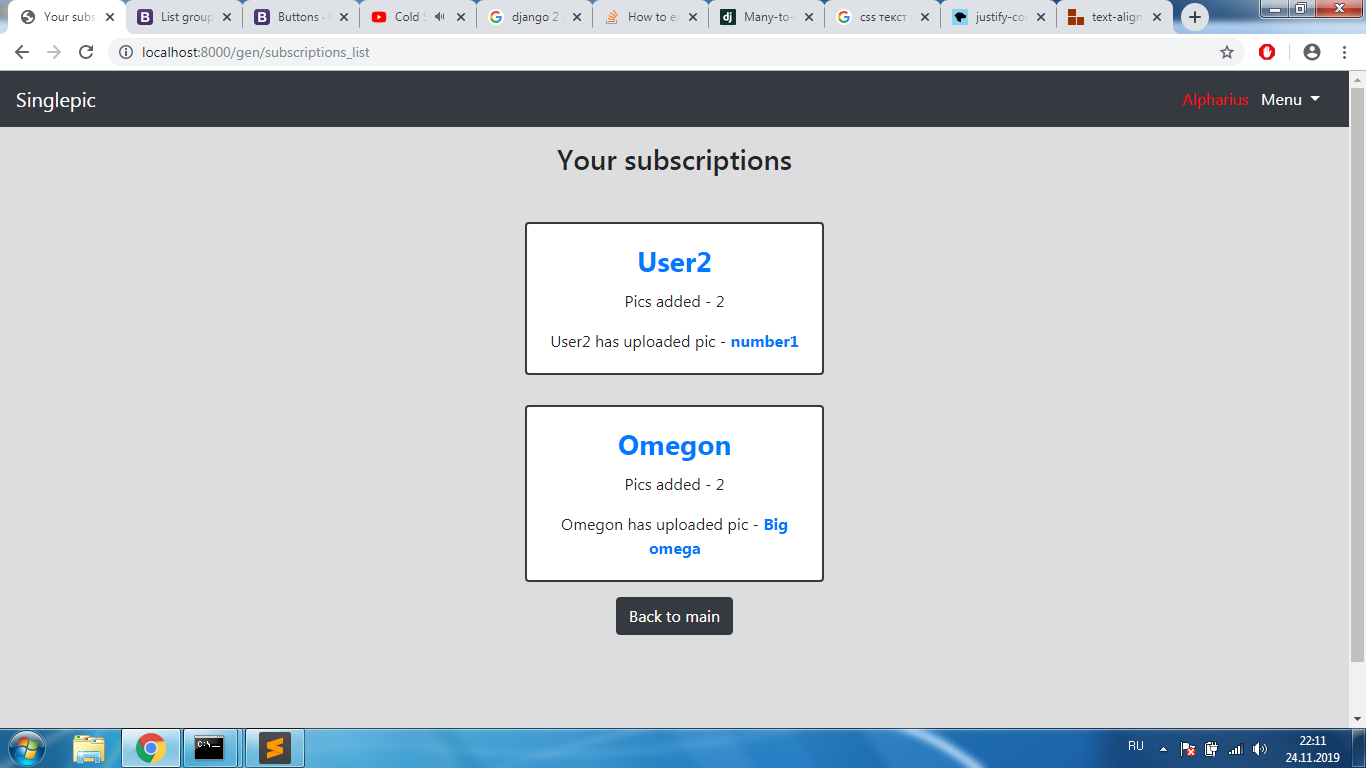 Your subs
List group
Buttons ·
Cold S
django 2
How to e
Many-to-
css текст
justify-co
text-align
localhost:8000/gen/subscriptions_list
Singlepic
Alpharius
Menu
Your subscriptions
User2
Pics added - 2
User2 has uploaded pic - number1
Omegon
Pics added - 2
Omegon has uploaded pic - Big
omega
Back to main
RU
22:11
24.11.2019